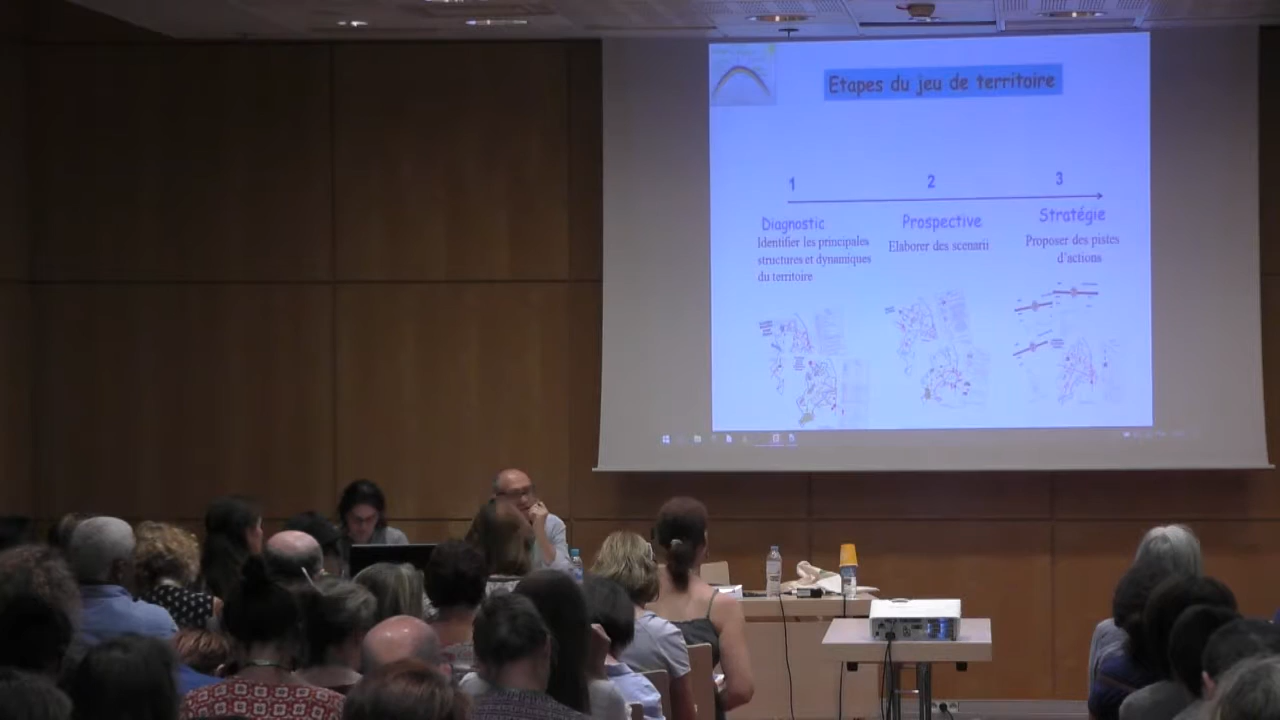 Etapes du jeu de territoire
1
2
3
Diagnostic
Identifier les principales
structures et dynamiques
du territoire
Prospective
Elaborer des scenarii
Stratégie
Proposer des pistes
d'actions